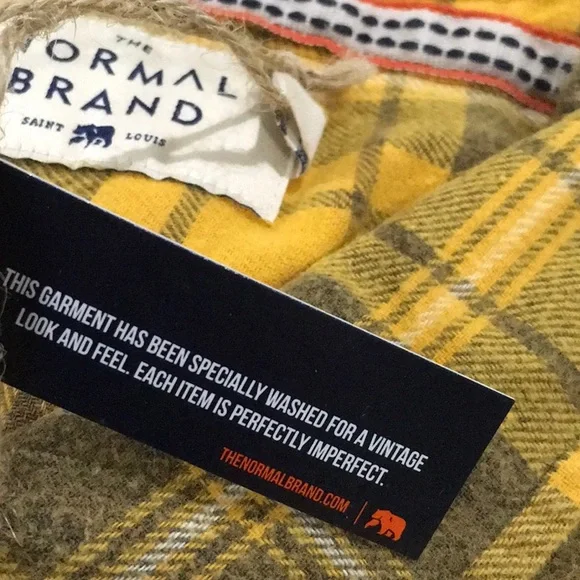 THE
NORMAL
BRAND
SAINT LOUIS
THIS GARMENT HAS BEEN SPECIALLY WASHED FOR A VINTAGE
LOOK AND FEEL. EACH ITEM IS PERFECTLY IMPERFECT.
THENORMALBRAND.COM